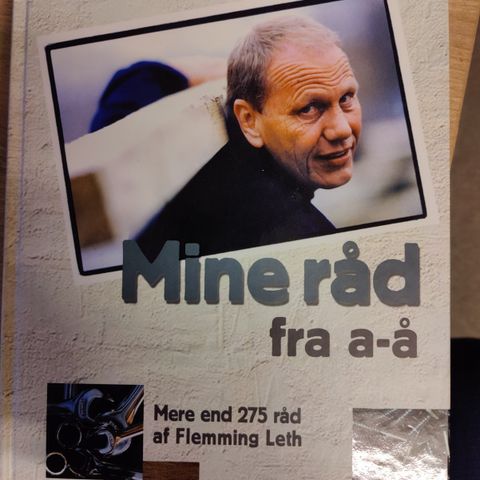 Mine råd
fra a-å
Mere end 275 råd
af Flemming Leth